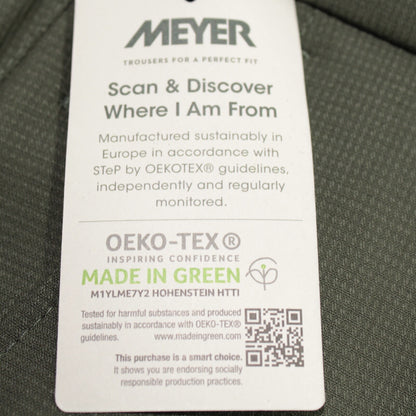 MEYER
TROUSERS FOR A PERFECT FIT
Scan & Discover
Where I Am From
Manufactured sustainably in
Europe in accordance with
STeP by OEKOTEX® guidelines,
independently and regularly
monitored.
OEKO-TEX®
INSPIRING CONFIDENCE
MADE IN GREEN
M1YLME7Y2 HOHENSTEIN HTTI
Tested for harmful substances and produced
sustainably in accordance with OEKO-TEX®
guidelines. www.madeingreen.com
This purchase is a smart choice.
It shows you are endorsing socially
responsible production practices.